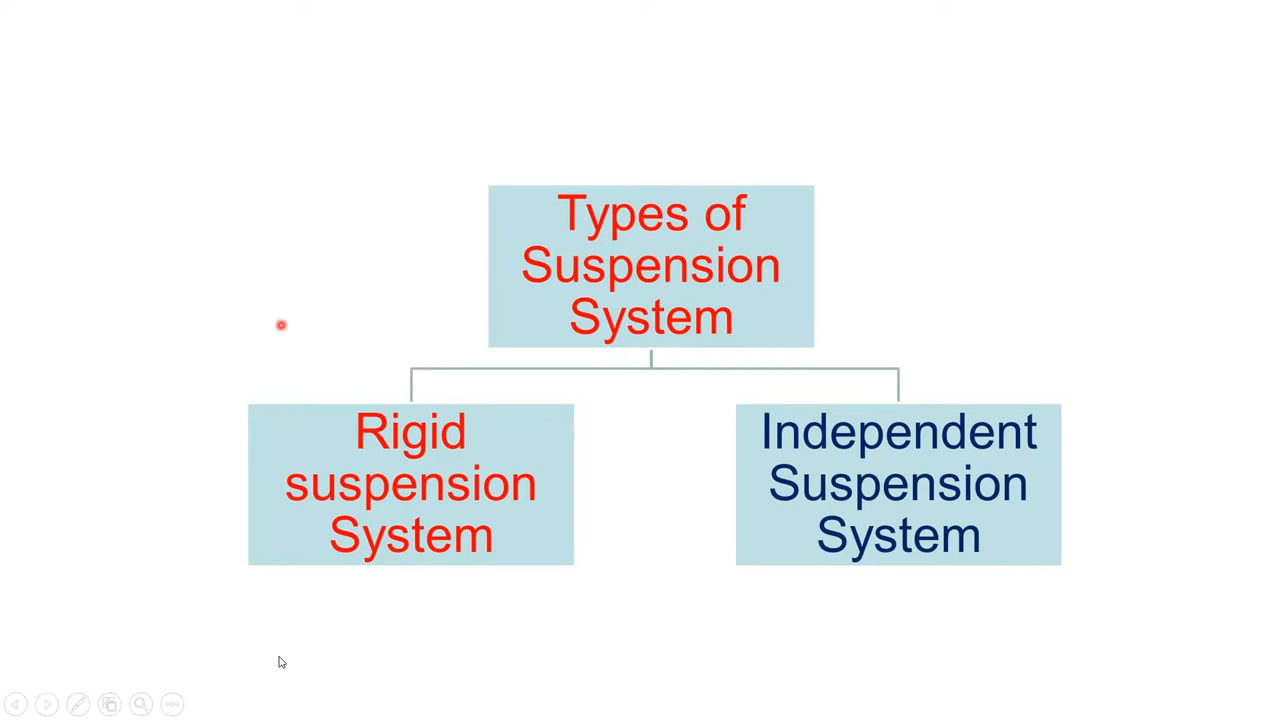 Types of
Suspension
System
Rigid
suspension
System
Independent
Suspension
System